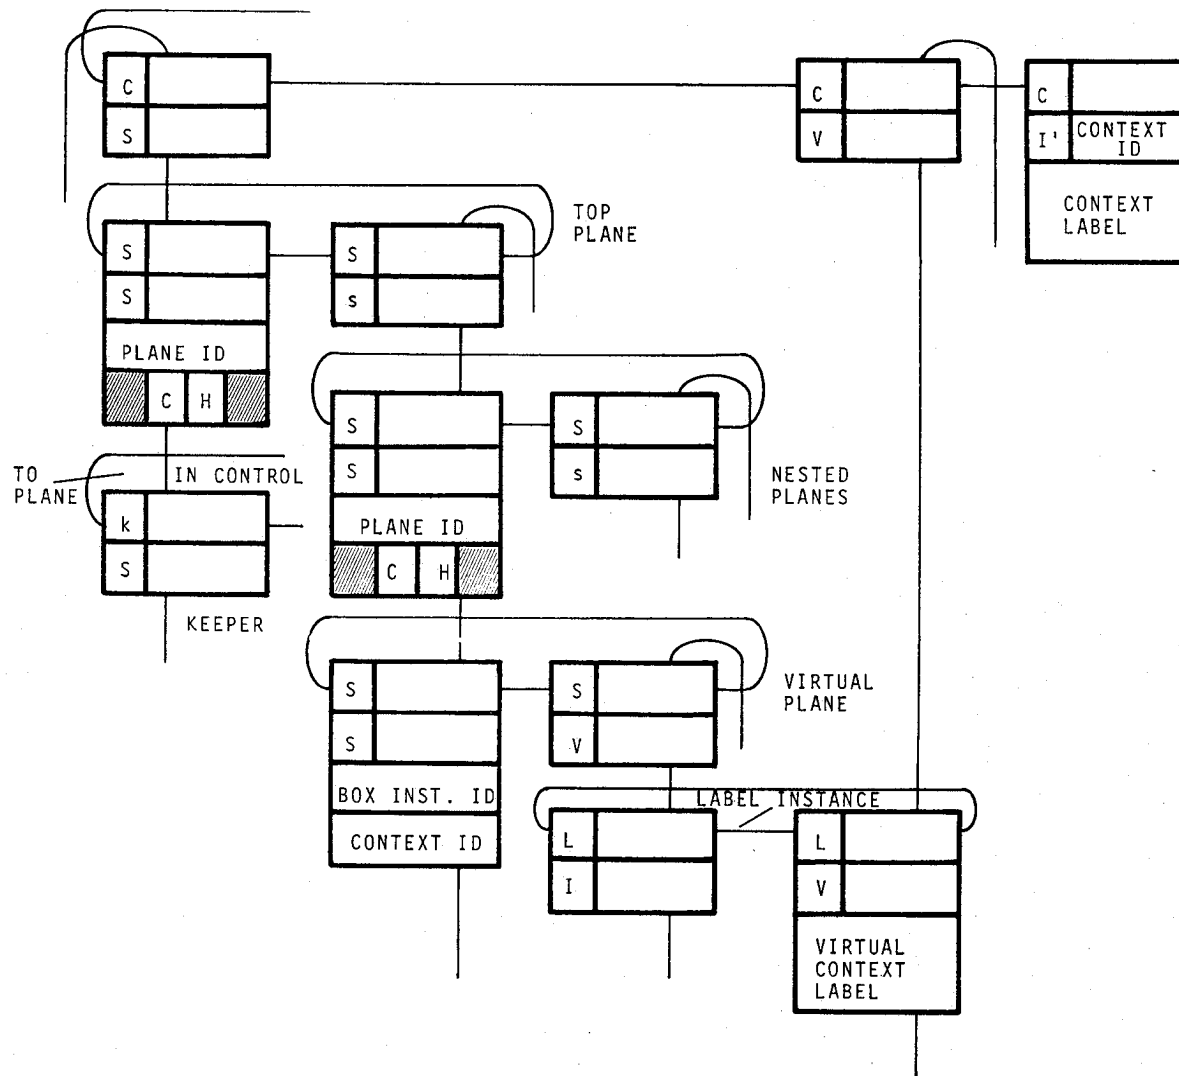 C
S
C
V
C
I' CONTEXT
ID
CONTEXT
LABEL
TOP
PLANE
S
S
PLANE ID
C H
S
s
TO
PLANE
IN CONTROL
k
S
KEEPER
S
S
PLANE ID
C H
S
s
NESTED
PLANES
S
S
BOX INST. ID
CONTEXT ID
S
V
VIRTUAL
PLANE
LABEL INSTANCE
L
I
L
V
VIRTUAL
CONTEXT
LABEL